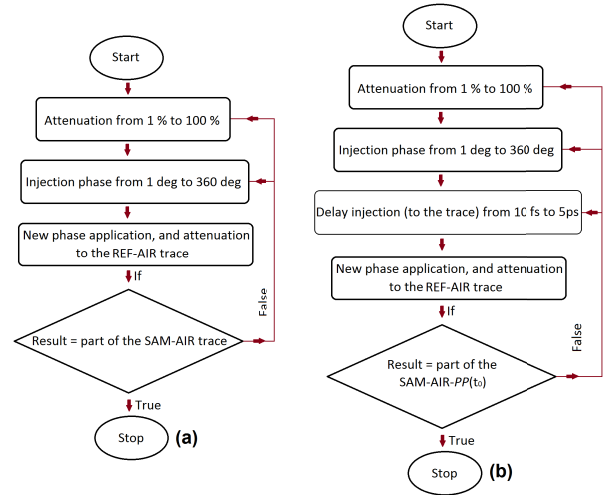 Start
Attenuation from 1 % to 100 %
Injection phase from 1 deg to 360 deg
New phase application, and attenuation
to the REF-AIR trace
If
False
Result = part of the SAM-AIR trace
True
Stop
(a)
Start
Attenuation from 1 % to 100 %
Injection phase from 1 deg to 360 deg
Delay injection (to the trace) from 10 fs to 5ps
New phase application, and attenuation
to the REF-AIR trace
If
False
Result = part of the
SAM-AIR-PP(t₀)
True
Stop
(b)